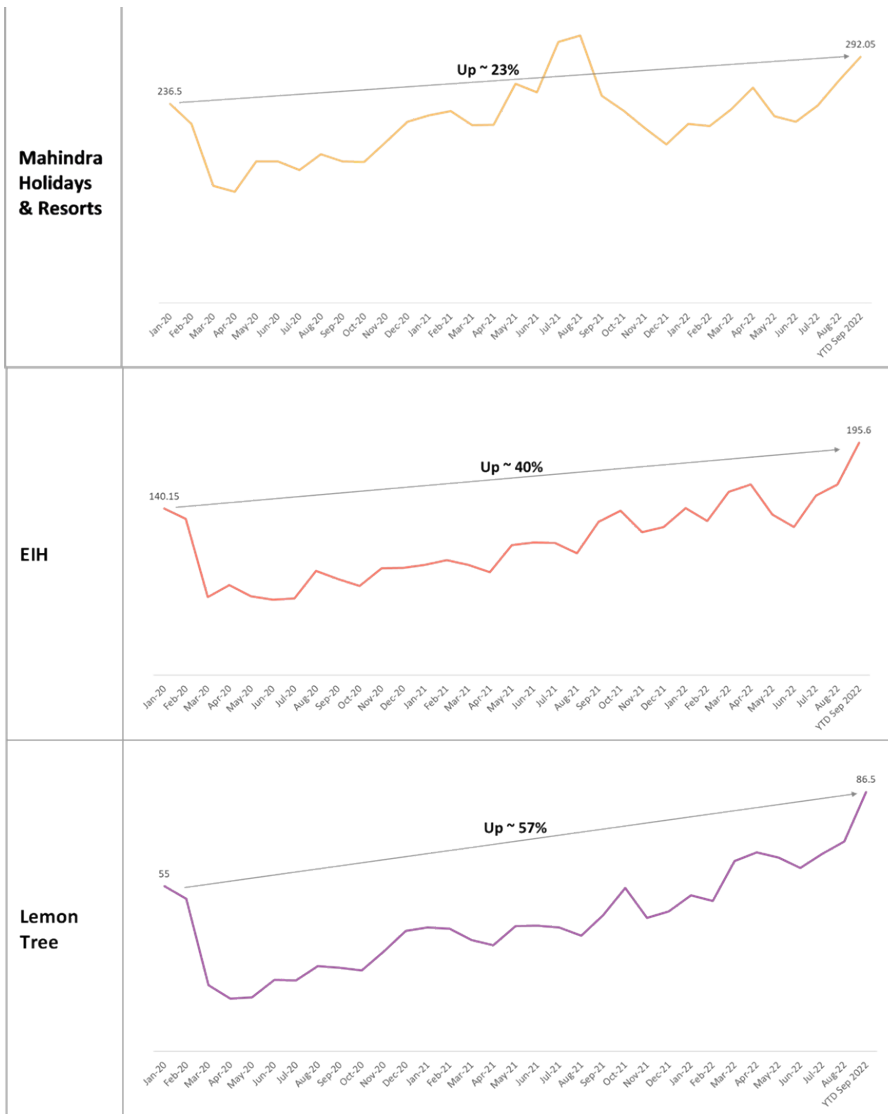 Mahindra
Holidays
& Resorts
236.5
Up ~ 23%
292.05
Jan-20
Feb-20
Mar-20
Apr-20
May-20
Jun-20
Jul-20
Aug-20
Sep-20
Oct-20
Nov-20
Dec-20
Jan-21
Feb-21
Mar-21
Apr-21
May-21
Jun-21
Jul-21
Aug-21
Sep-21
Oct-21
Nov-21
Dec-21
Jan-22
Feb-22
Mar-22
Apr-22
May-22
Jun-22
Jul-22
Aug-22
YTD Sep 2022
EIH
140.15
Up ~ 40%
195.6
Jan-20
Feb-20
Mar-20
Apr-20
May-20
Jun-20
Jul-20
Aug-20
Sep-20
Oct-20
Nov-20
Dec-20
Jan-21
Feb-21
Mar-21
Apr-21
May-21
Jun-21
Jul-21
Aug-21
Sep-21
Oct-21
Nov-21
Dec-21
Jan-22
Feb-22
Mar-22
Apr-22
May-22
Jun-22
Jul-22
Aug-22
YTD Sep 2022
Lemon
Tree
55
Up ~ 57%
86.5
Jan-20
Feb-20
Mar-20
Apr-20
May-20
Jun-20
Jul-20
Aug-20
Sep-20
Oct-20
Nov-20
Dec-20
Jan-21
Feb-21
Mar-21
Apr-21
May-21
Jun-21
Jul-21
Aug-21
Sep-21
Oct-21
Nov-21
Dec-21
Jan-22
Feb-22
Mar-22
Apr-22
May-22
Jun-22
Jul-22
Aug-22
YTD Sep 2022